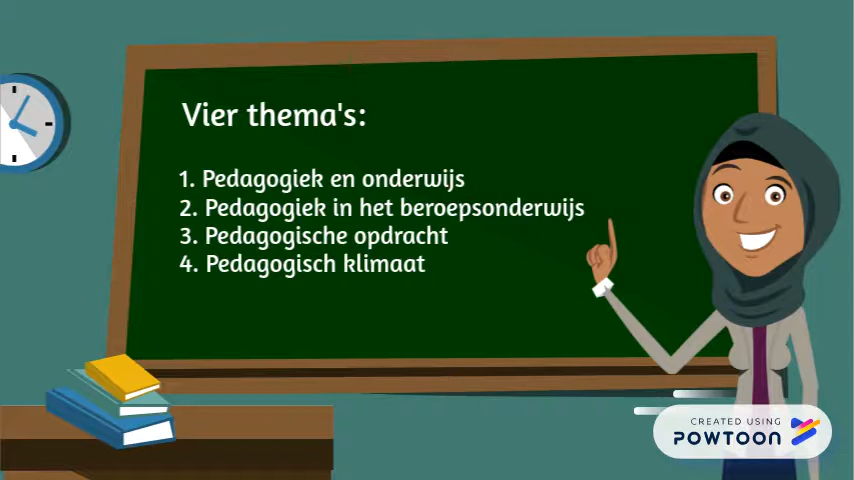 Vier thema's:
1. Pedagogiek en onderwijs
2. Pedagogiek in het beroepsonderwijs
3. Pedagogische opdracht
4. Pedagogisch klimaat
CREATED USING
POWTOON